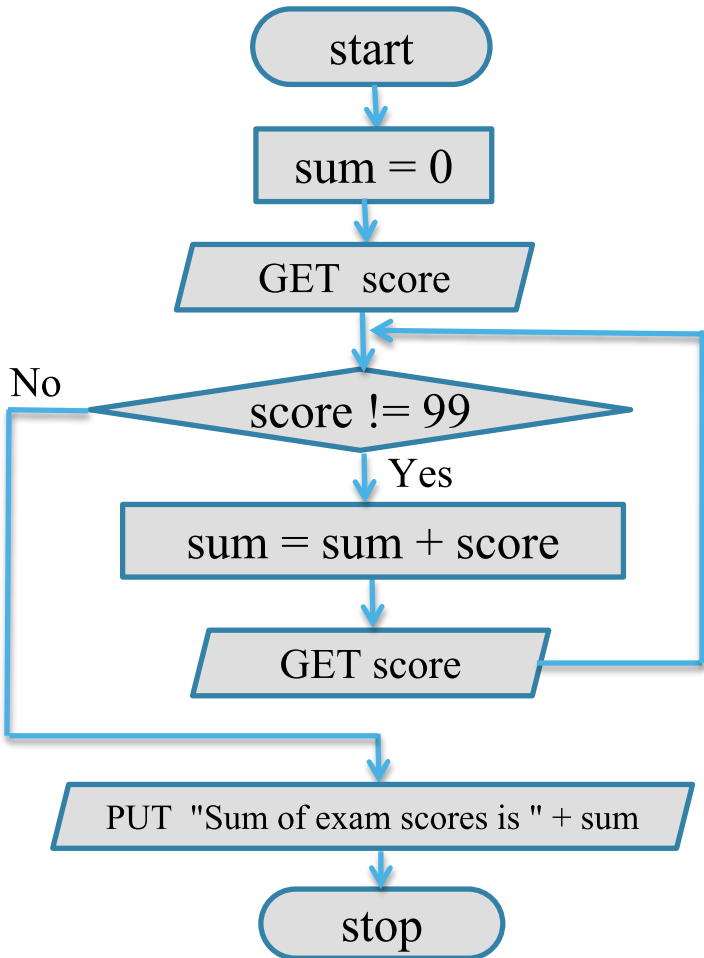 start
sum = 0
GET  score
No
score != 99
Yes
sum = sum + score
GET score
PUT  "Sum of exam scores is " + sum
stop